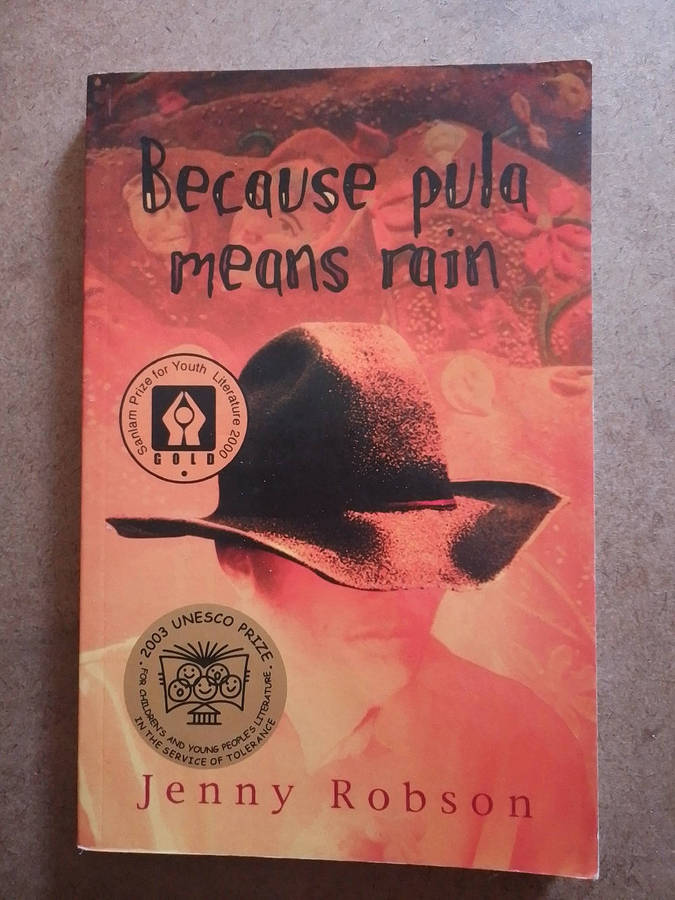 Because pula
means rain
Sanlam Prize for Youth Literature 2000
GOLD
2003 UNESCO PRIZE
FOR CHILDREN'S AND YOUNG PEOPLE'S LITERATURE
IN THE SERVICE OF TOLERANCE
Jenny Robson